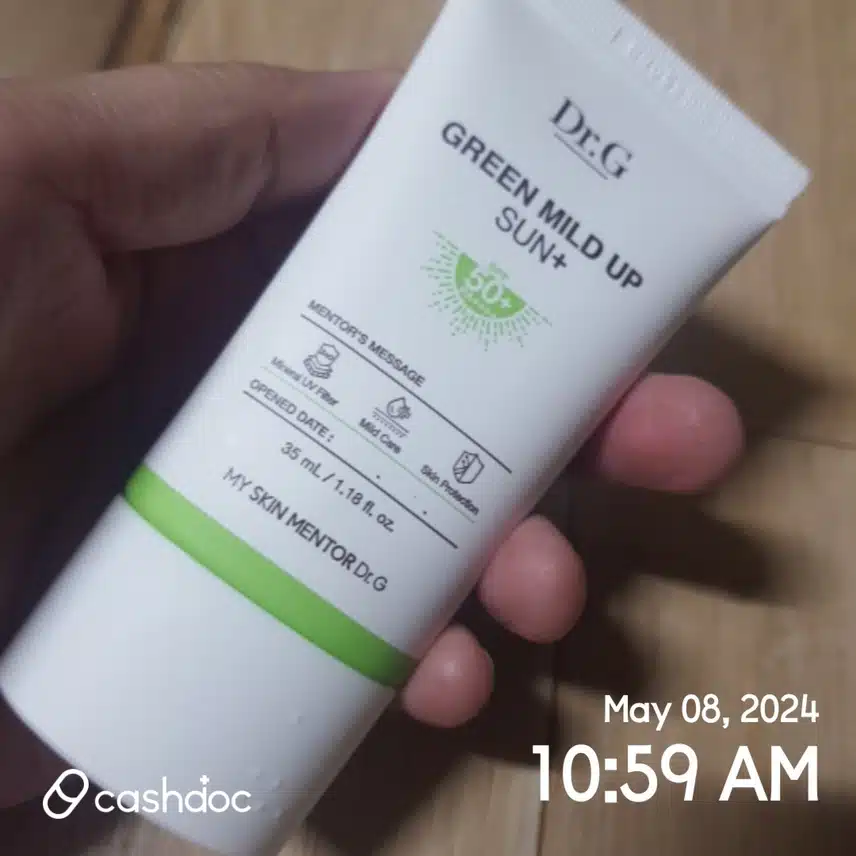 Dr.G
GREEN MILD UP
SUN+
50+
MENTOR'S MESSAGE
Mineral UV Filter
Mild Care
Skin Protection
OPENED DATE :
35 mL / 1.18 fl. oz.
MY SKIN MENTOR Dr.G
May 08, 2024
10:59 AM
cashdoc